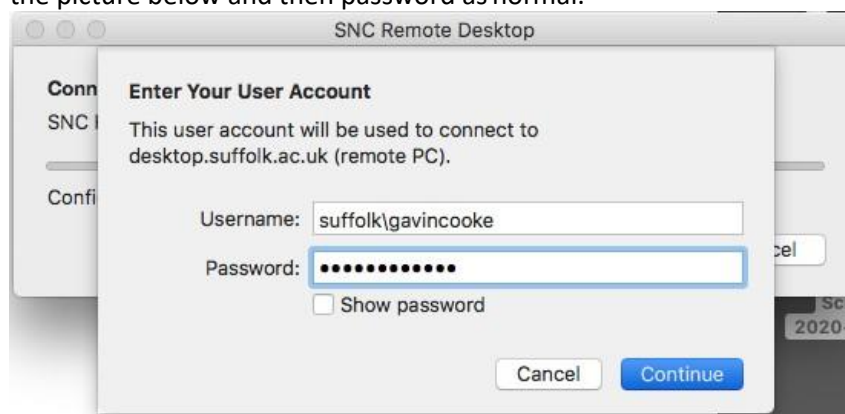 the picture below and then password as normal.
SNC Remote Desktop
Conn
SNC
Confi
Enter Your User Account
This user account will be used to connect to
desktop.suffolk.ac.uk (remote PC).
Username: suffolk\gavincooke
Password: ••••••••••••
Show password
cel
Sc
2020-
Cancel
Continue